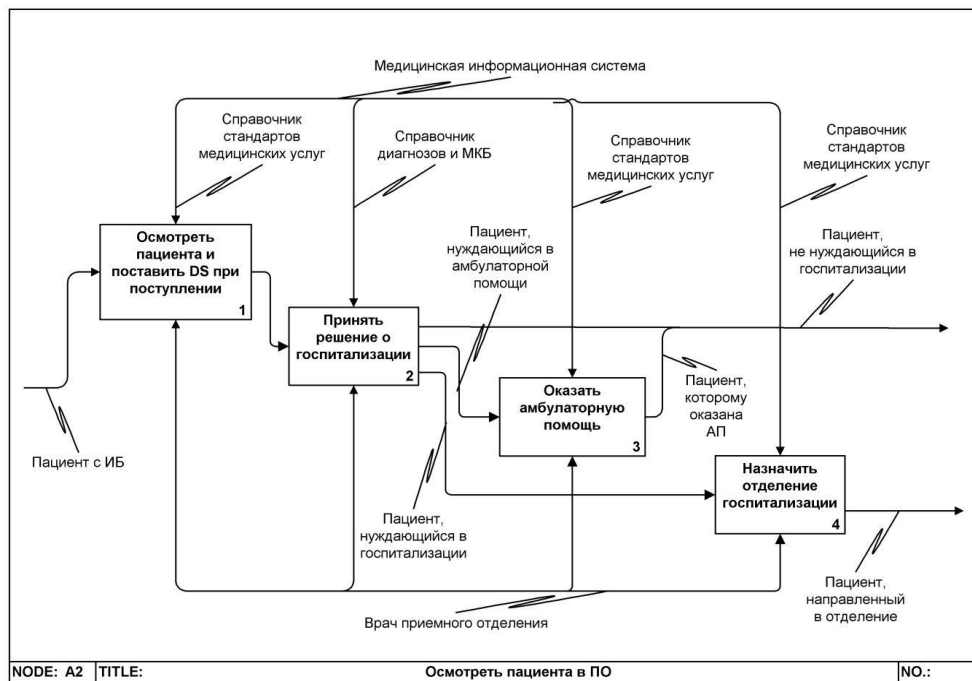 Медицинская информационная система
Справочник
стандартов
медицинских услуг
Справочник
диагнозов и МКБ
Справочник
стандартов
медицинских услуг
Справочник
стандартов
медицинских услуг
Осмотреть
пациента и
поставить DS при
поступлении
1
Пациент,
нуждающийся в
амбулаторной
помощи
Пациент,
не нуждающийся в
госпитализации
Принять
решение о
госпитализации
2
Оказать
амбулаторную
помощь
3
Пациент,
которому
оказана
АП
Пациент с ИБ
Назначить
отделение
госпитализации
4
Пациент,
нуждающийся в
госпитализации
Пациент,
направленный
в отделение
Врач приемного отделения
NODE: A2 TITLE: Осмотреть пациента в ПО NO.: